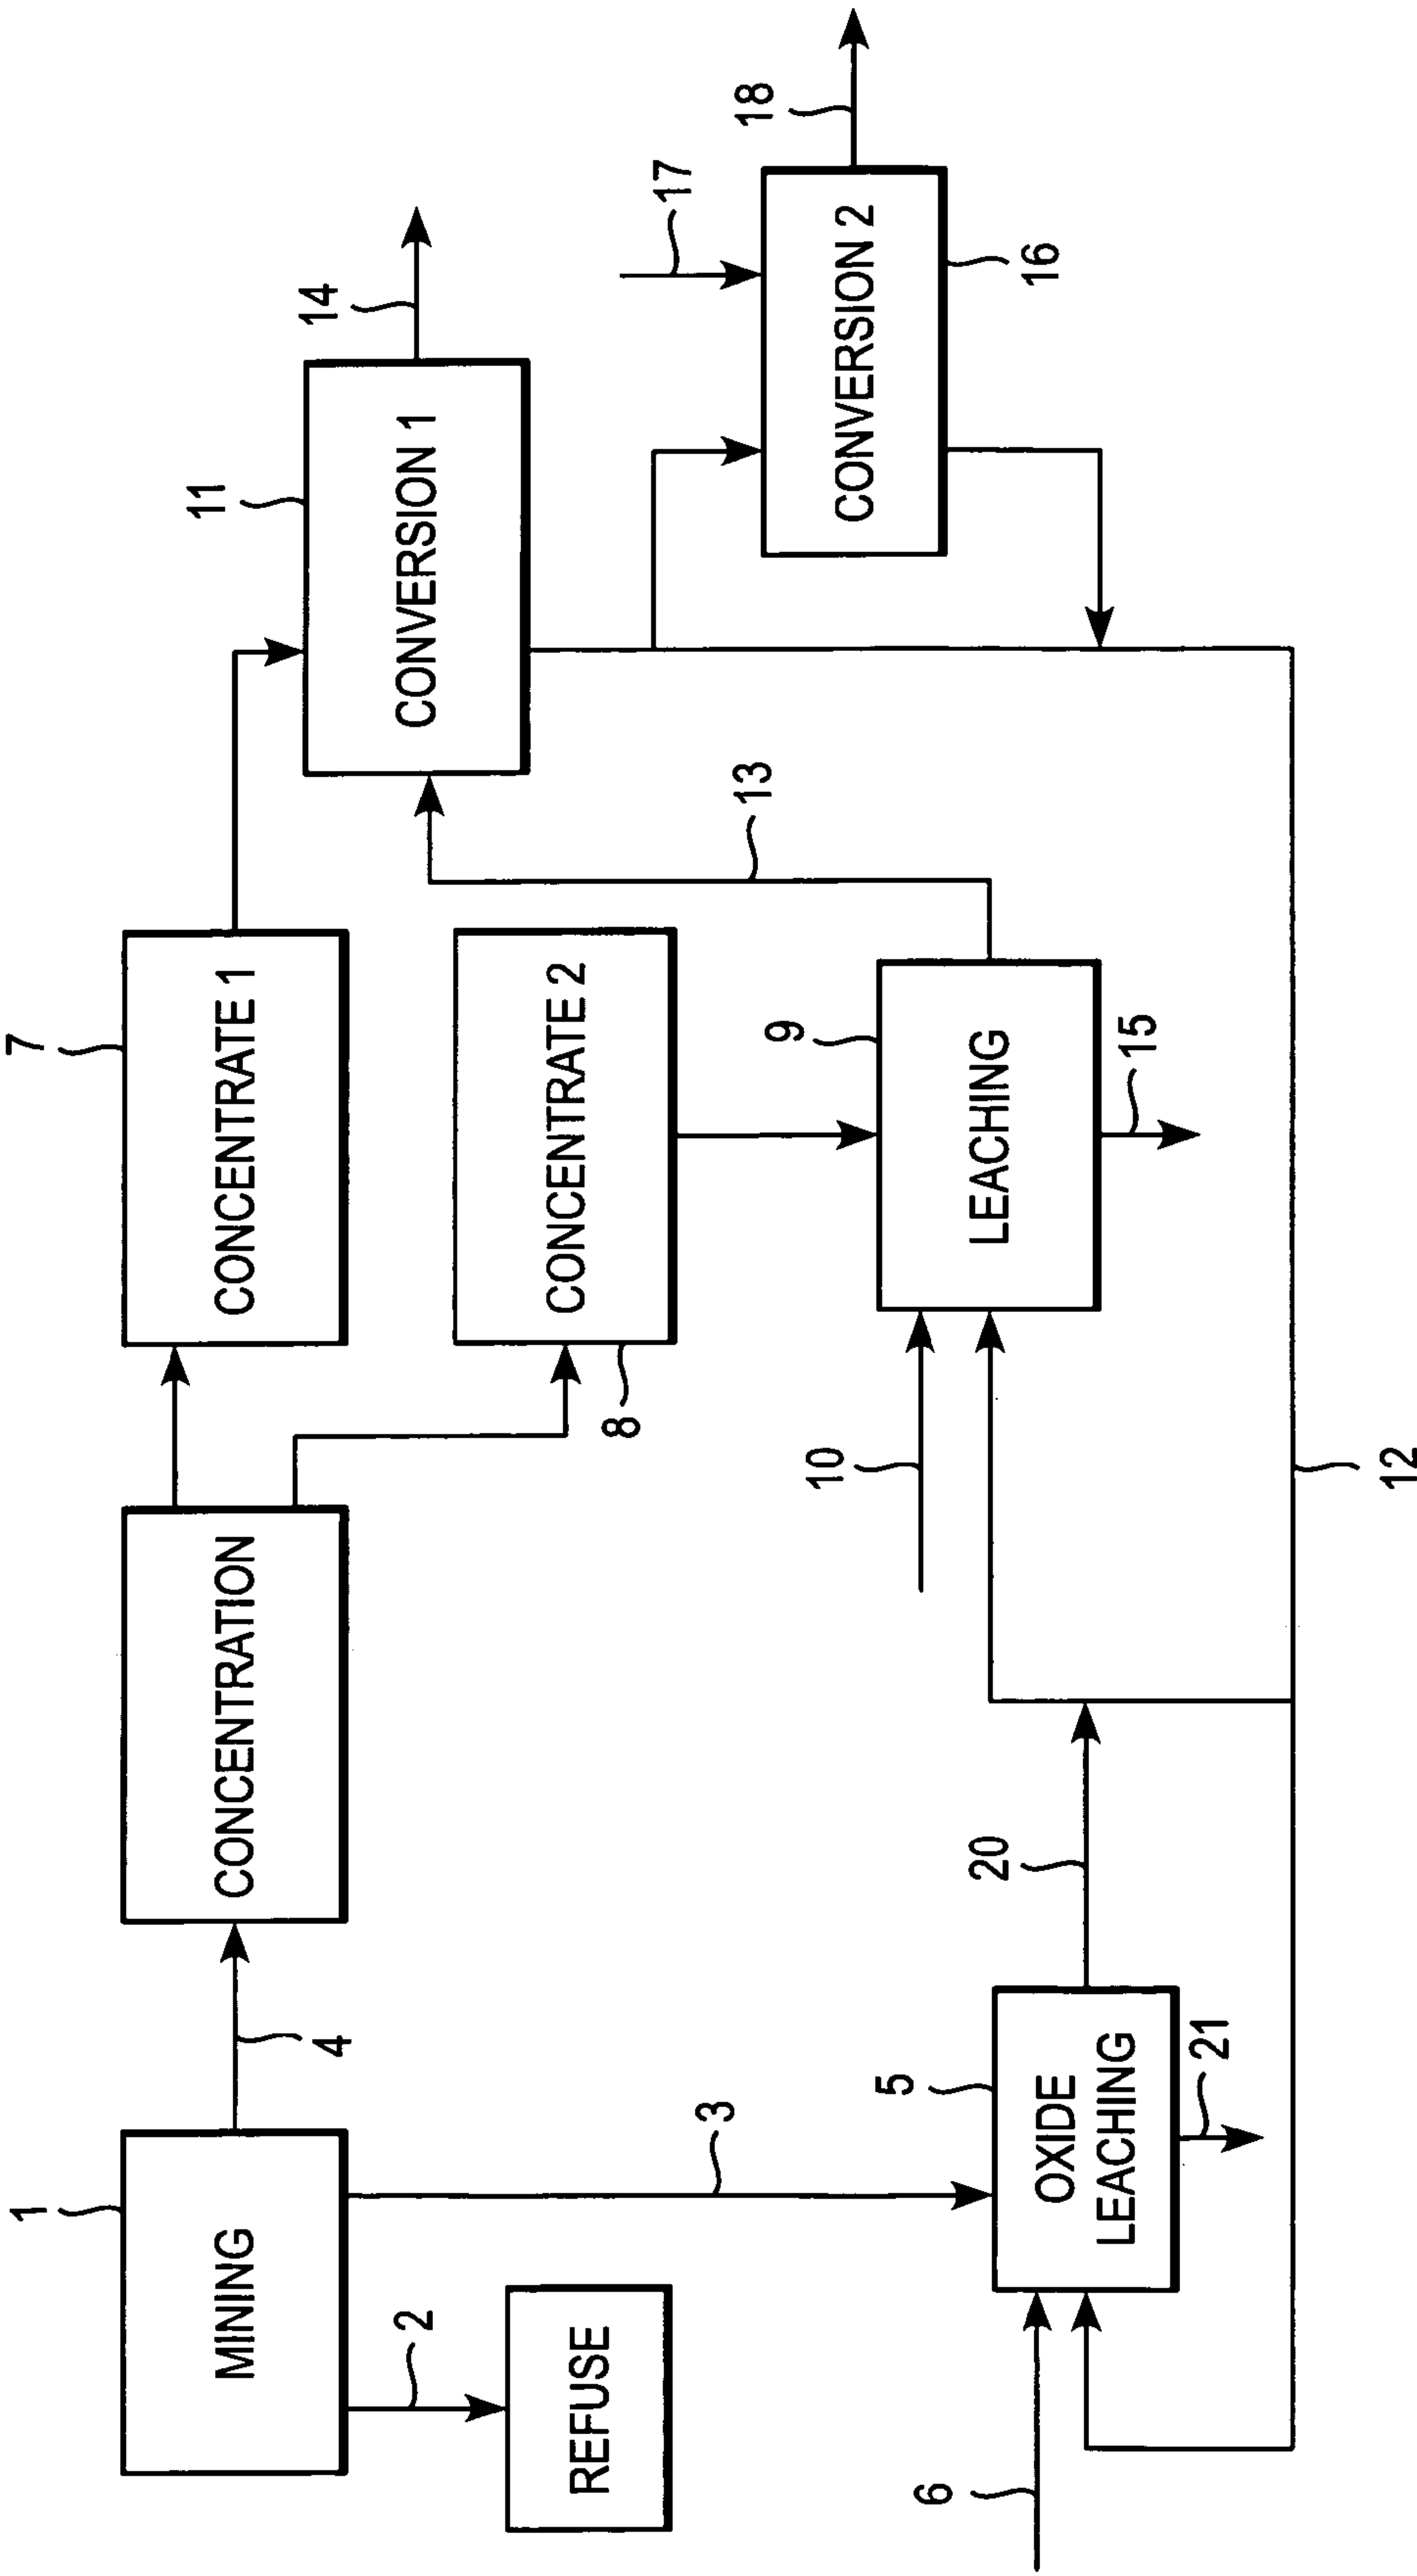 1
MINING
2
REFUSE
4
3
CONCENTRATION
7
CONCENTRATE 1
8
CONCENTRATE 2
11
CONVERSION 1
14
13
17
18
CONVERSION 2
16
10
9
LEACHING
15
6
5
OXIDE
LEACHING
21
20
12